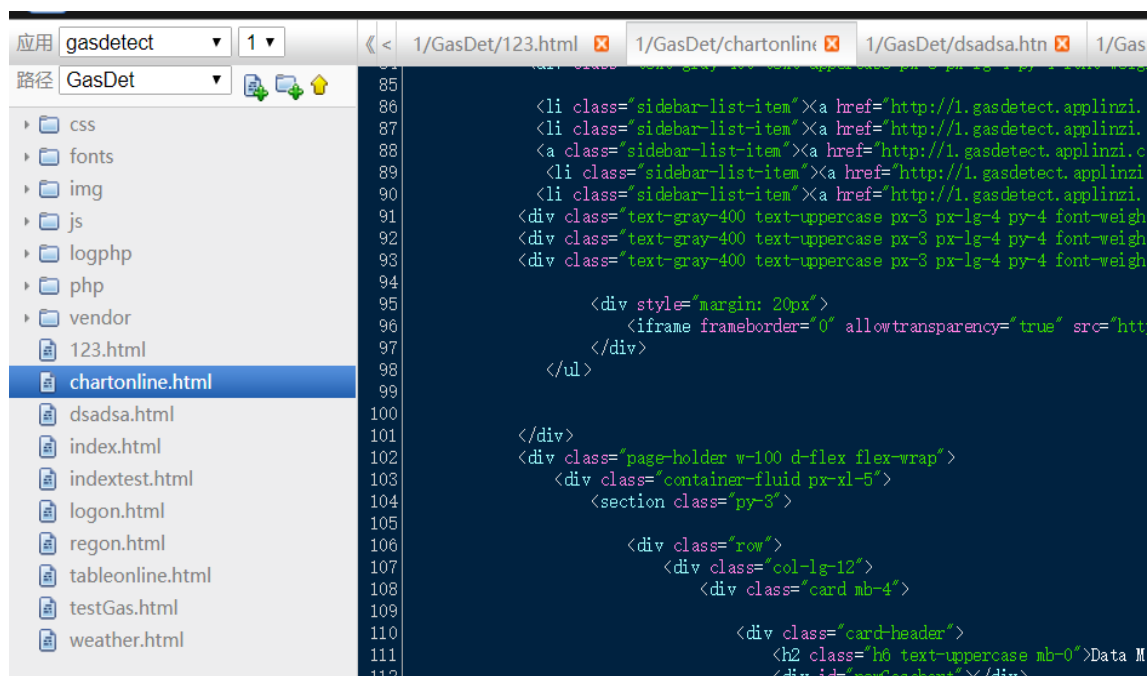 应用 gasdetect 1
路径 GasDet
css
fonts
img
js
logphp
php
vendor
123.html
chartonline.html
dsadsa.html
index.html
indextest.html
logon.html
regon.html
tableonline.html
testGas.html
weather.html
《 < 1/GasDet/123.html 1/GasDet/chartonline 1/GasDet/dsadsa.htn 1/Gas
85
86 <li class="sidebar-list-item"><a href="http://1.gasdetect.applinzi.
87 <li class="sidebar-list-item"><a href="http://1.gasdetect.applinzi.
88 <a class="sidebar-list-item"><a href="http://1.gasdetect.applinzi.c
89 <li class="sidebar-list-item"><a href="http://1.gasdetect.applinzi
90 <li class="sidebar-list-item"><a href="http://1.gasdetect.applinzi.
91 <div class="text-gray-400 text-uppercase px-3 px-lg-4 py-4 font-weigh
92 <div class="text-gray-400 text-uppercase px-3 px-lg-4 py-4 font-weigh
93 <div class="text-gray-400 text-uppercase px-3 px-lg-4 py-4 font-weigh
94
95 <div style="margin: 20px">
96 <iframe frameborder="0" allowtransparency="true" src="htt
97 </div>
98 </ul>
99
100
101 </div>
102 <div class="page-holder w-100 d-flex flex-wrap">
103 <div class="container-fluid px-xl-5">
104 <section class="py-3">
105
106 <div class="row">
107 <div class="col-lg-12">
108 <div class="card mb-4">
109
110 <div class="card-header">
111 <h2 class="h6 text-uppercase mb-0">Data M